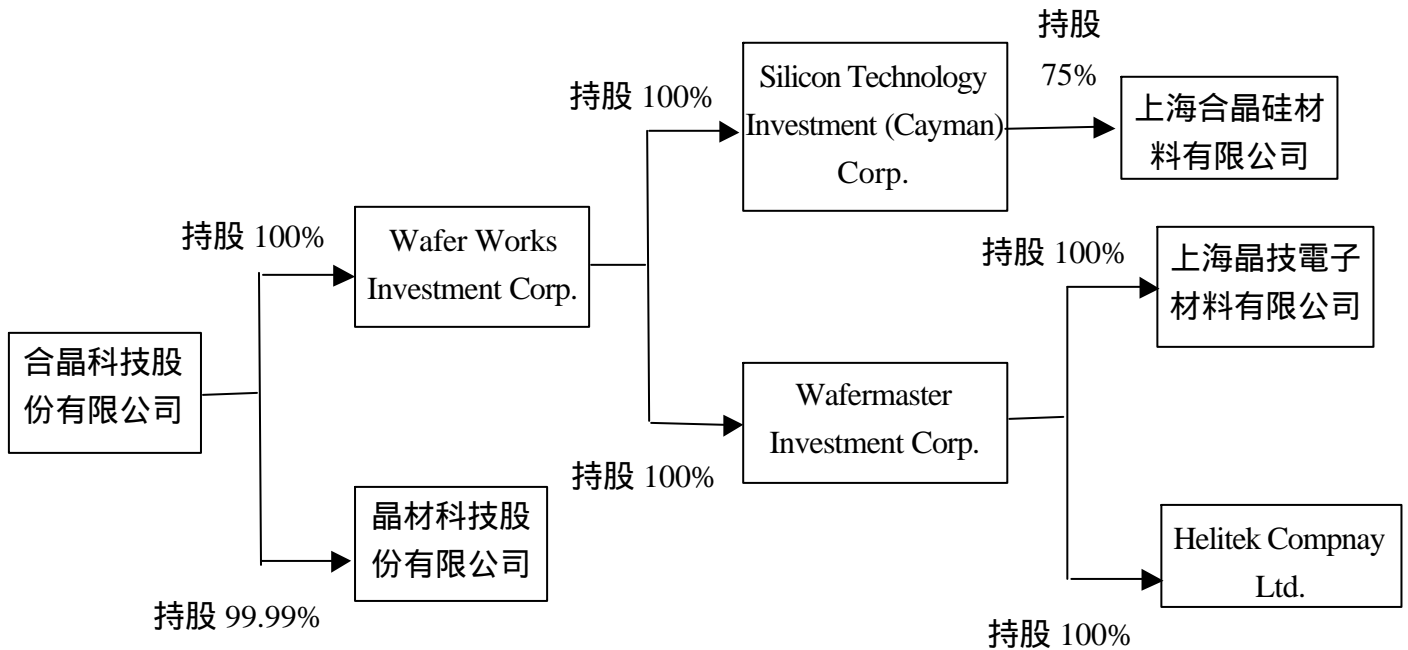 持股
75%
持股 100%
Silicon Technology
Investment (Cayman)
Corp.
上海合晶硅材
料有限公司
持股 100%
Wafer Works
Investment Corp.
持股 100%
上海晶技電子
材料有限公司
合晶科技股
份有限公司
Wafermaster
Investment Corp.
持股 100%
晶材科技股
份有限公司
Helitek Compnay
Ltd.
持股 99.99%
持股 100%